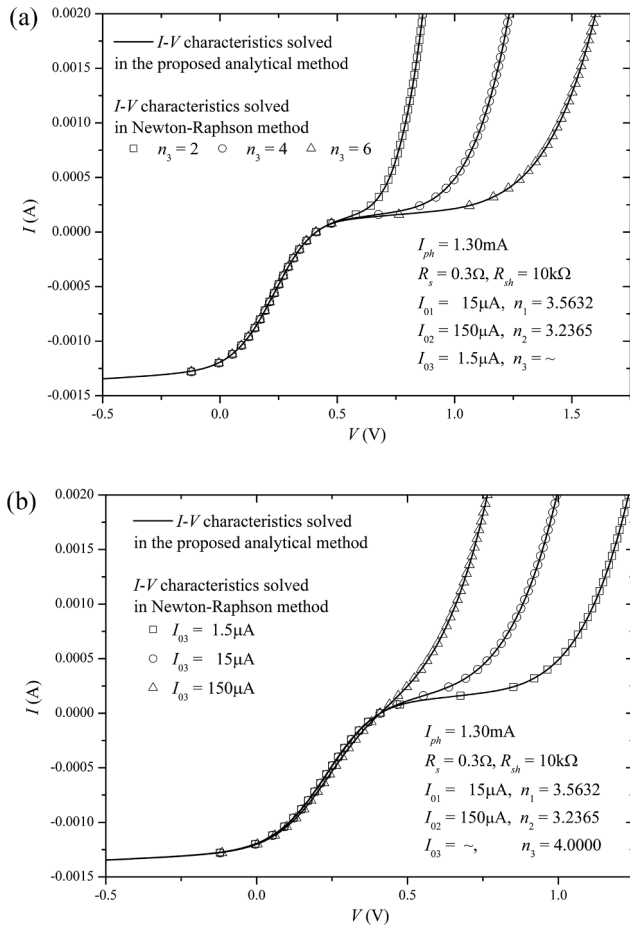 (a)
0.0020
0.0015
0.0010
0.0005
0.0000
-0.0005
-0.0010
-0.0015
I (A)
I-V characteristics solved
in the proposed analytical method
I-V characteristics solved
in Newton-Raphson method
□ n3 = 2 ○ n3 = 4 △ n3 = 6
Iph = 1.30mA
Rs = 0.3Ω, Rsh = 10kΩ
I01 = 15μA, n1 = 3.5632
I02 = 150μA, n2 = 3.2365
I03 = 1.5μA, n3 = ~
-0.5 0.0 0.5 1.0 1.5
V (V)
(b)
0.0020
0.0015
0.0010
0.0005
0.0000
-0.0005
-0.0010
-0.0015
I (A)
I-V characteristics solved
in the proposed analytical method
I-V characteristics solved
in Newton-Raphson method
□ I03 = 1.5μA
○ I03 = 15μA
△ I03 = 150μA
Iph = 1.30mA
Rs = 0.3Ω, Rsh = 10kΩ
I01 = 15μA, n1 = 3.5632
I02 = 150μA, n2 = 3.2365
I03 = ~, n3 = 4.0000
-0.5 0.0 0.5 1.0
V (V)